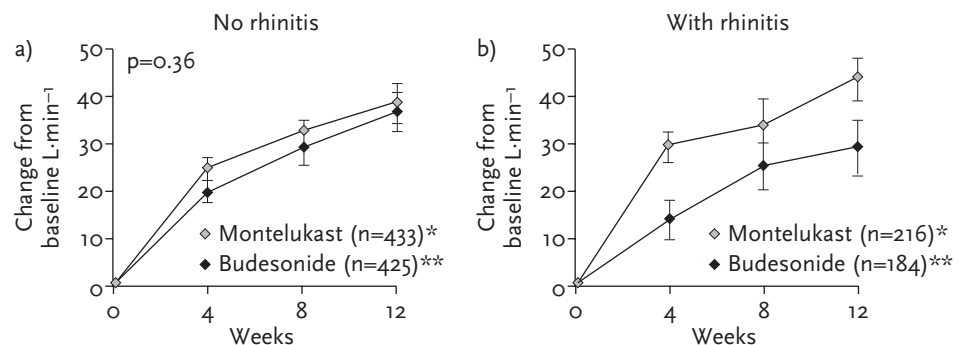 No rhinitis
a)
50
p=0.36
40
30
20
10
0
Change from
baseline L·min⁻¹
Montelukast (n=433)*
Budesonide (n=425)**
0
4
8
12
Weeks
With rhinitis
b)
50
40
30
20
10
0
Change from
baseline L·min⁻¹
Montelukast (n=216)*
Budesonide (n=184)**
0
4
8
12
Weeks